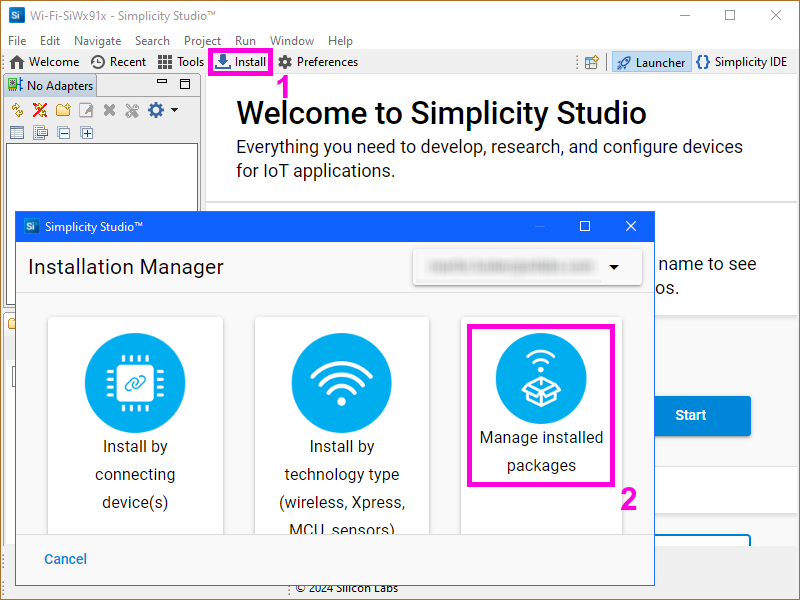 Si Wi-Fi-SiWx91x - Simplicity Studio™
File Edit Navigate Search Project Run Window Help
Welcome Recent Tools Install Preferences Launcher Simplicity IDE
1
No Adapters
Welcome to Simplicity Studio
Everything you need to develop, research, and configure devices
for IoT applications.
Si Simplicity Studio™
Installation Manager
name to see
os.
Install by
connecting
device(s)
Install by
technology type
(wireless, Xpress,
MCU, sensors)
Manage installed
packages
2
Start
Cancel
© 2024 Silicon Labs